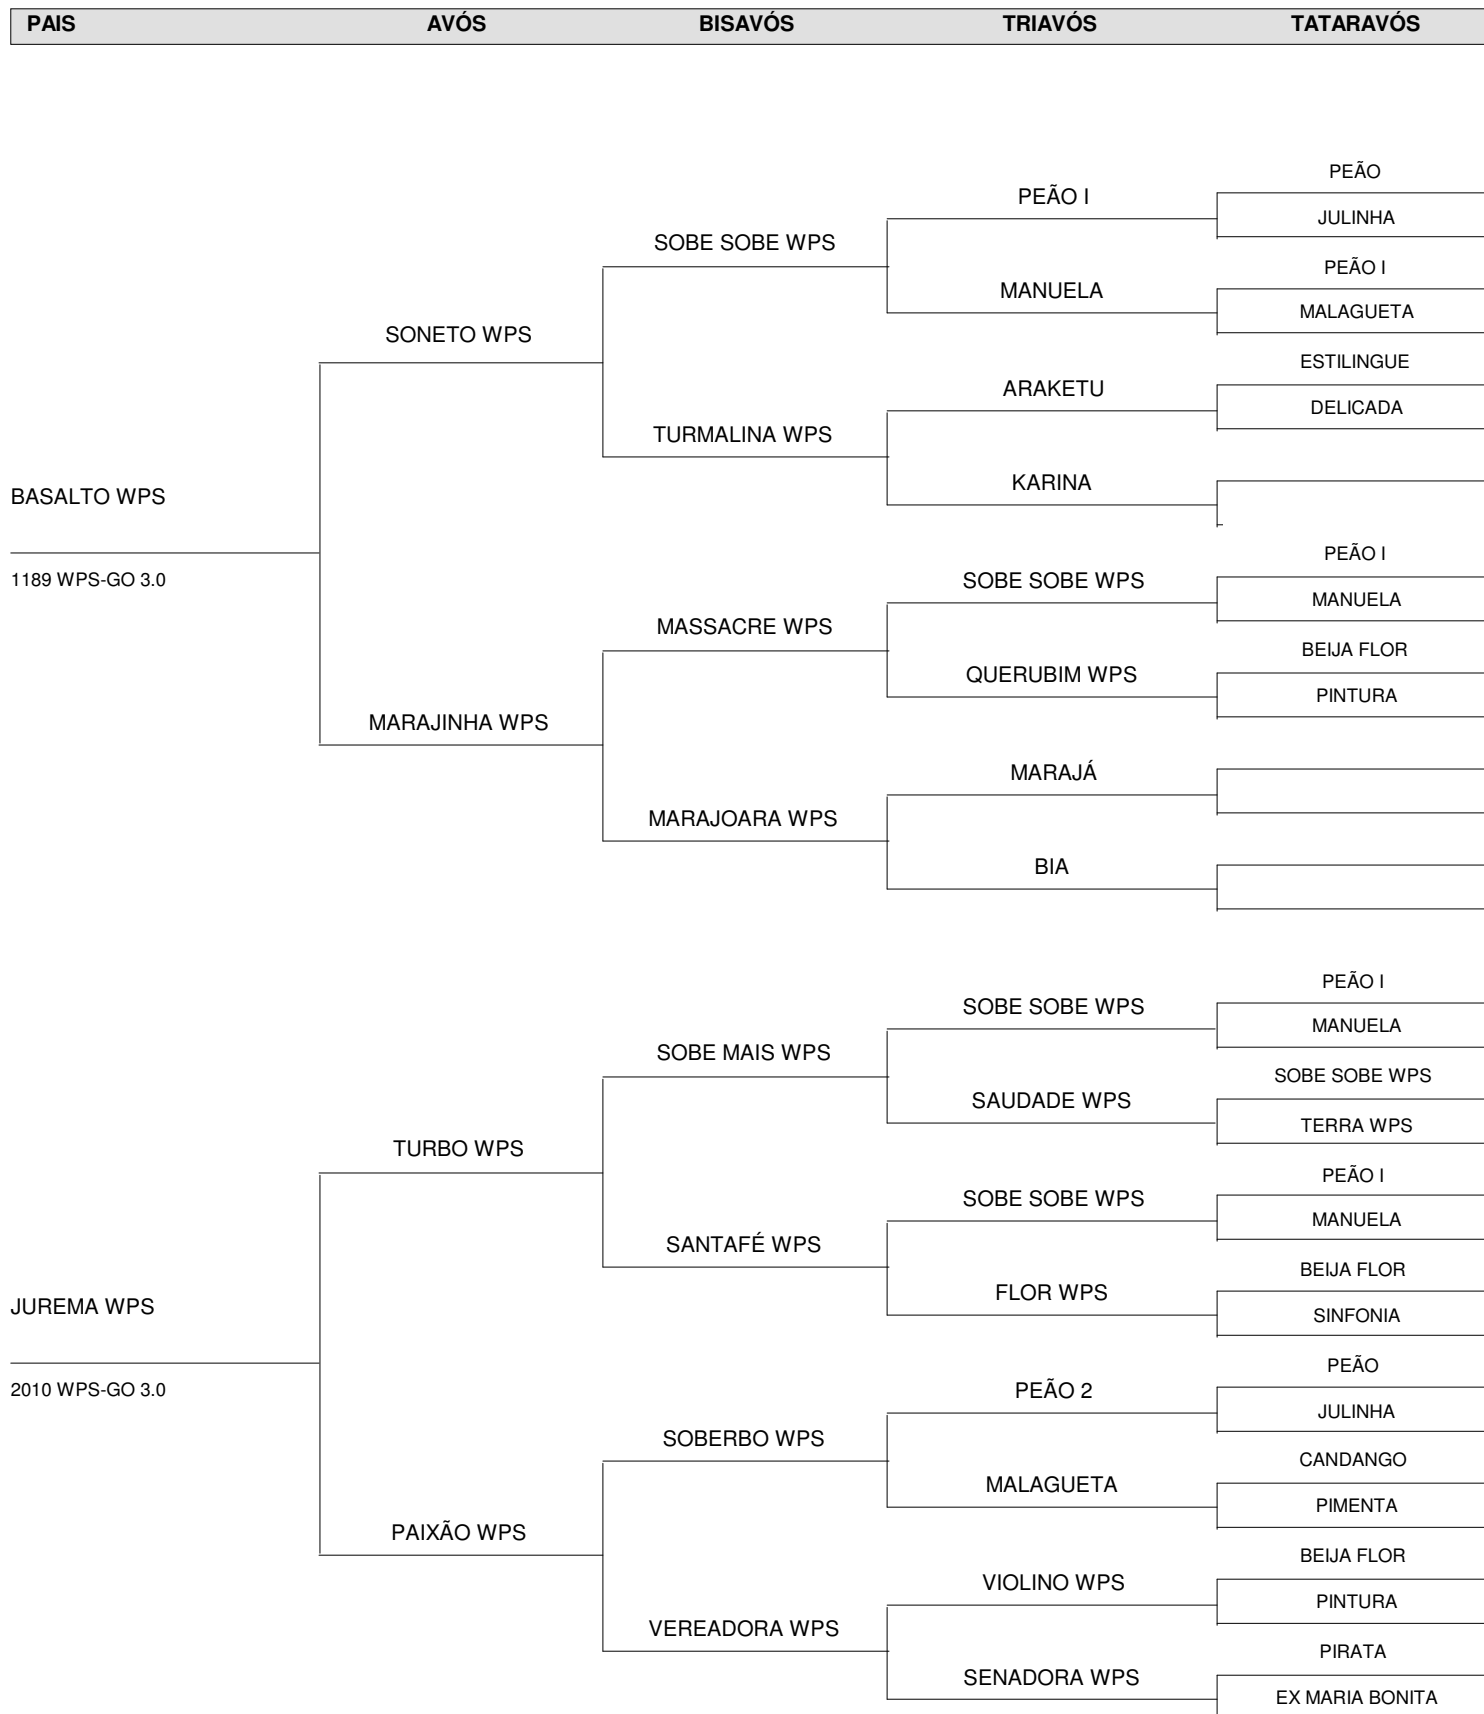 PAIS AVÓS BISAVÓS TRIAVÓS TATARAVÓS
PEÃO
PEÃO I
JULINHA
SOBE SOBE WPS
PEÃO I
MANUELA
MALAGUETA
SONETO WPS
ESTILINGUE
ARAKETU
DELICADA
TURMALINA WPS
KARINA
BASALTO WPS
PEÃO I
1189 WPS-GO 3.0
SOBE SOBE WPS
MANUELA
MASSACRE WPS
BEIJA FLOR
QUERUBIM WPS
PINTURA
MARAJINHA WPS
MARAJÁ
MARAJOARA WPS
BIA
PEÃO I
SOBE SOBE WPS
MANUELA
SOBE MAIS WPS
SOBE SOBE WPS
SAUDADE WPS
TERRA WPS
TURBO WPS
PEÃO I
SOBE SOBE WPS
MANUELA
SANTAFÉ WPS
BEIJA FLOR
FLOR WPS
JUREMA WPS
SINFONIA
PEÃO
2010 WPS-GO 3.0
PEÃO 2
JULINHA
SOBERBO WPS
CANDANGO
MALAGUETA
PIMENTA
PAIXÃO WPS
BEIJA FLOR
VIOLINO WPS
PINTURA
VEREADORA WPS
PIRATA
SENADORA WPS
EX MARIA BONITA